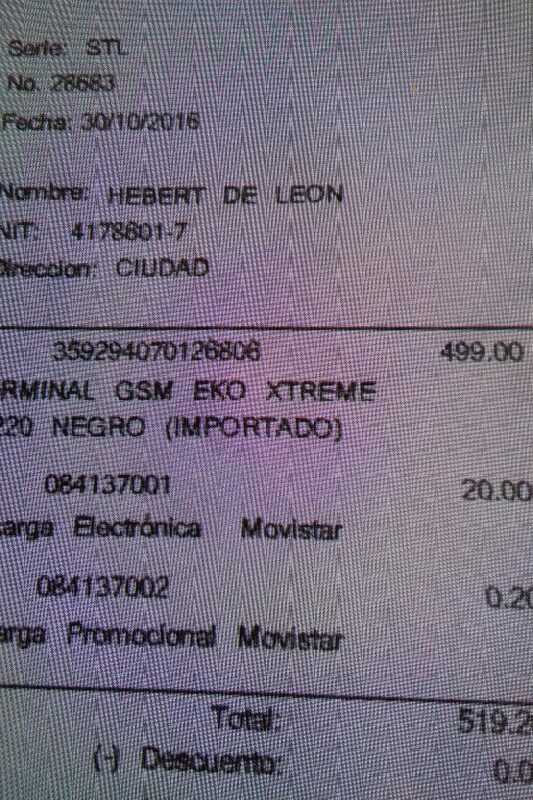 Serie: STL
No. 28683
Fecha: 30/10/2016
Nombre: HEBERT DE LEON
NIT: 4178601-7
Direccion: CIUDAD
359294070126806 499.00
RMINAL GSM EKO XTREME
220 NEGRO (IMPORTADO)
084137001 20.00
arga Electrónica Movistar
084137002 0.20
arga Promocional Movistar
Total: 519.2
(-) Descuento: 0.0